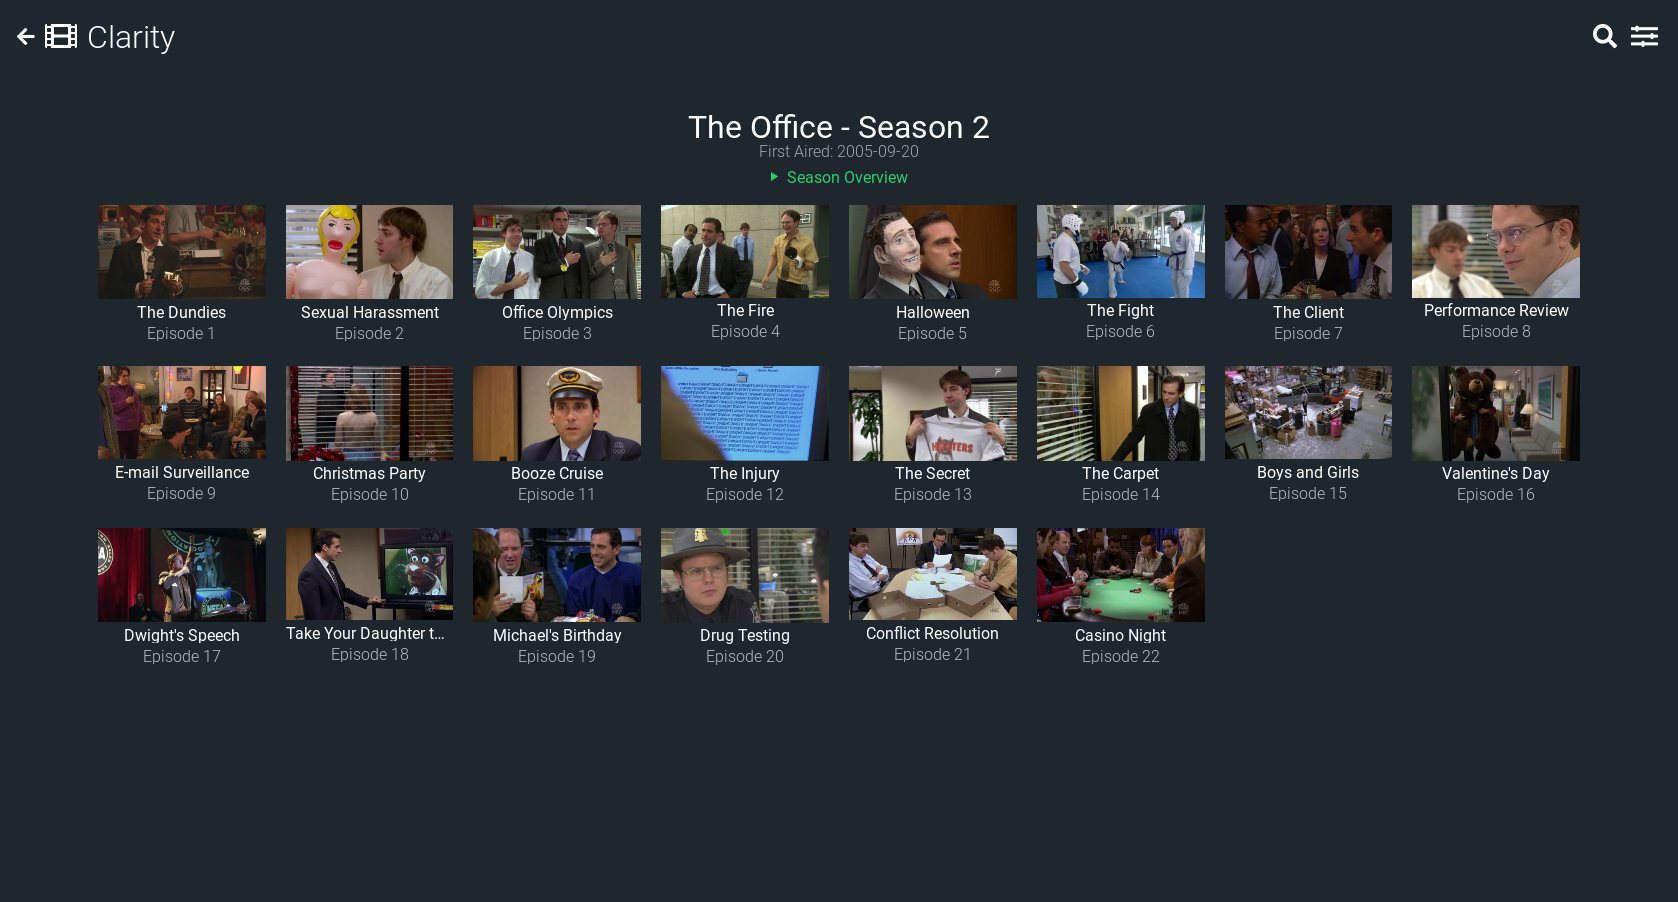 Clarity
The Office - Season 2
First Aired: 2005-09-20
Season Overview
The Dundies
Episode 1
Sexual Harassment
Episode 2
Office Olympics
Episode 3
The Fire
Episode 4
Halloween
Episode 5
The Fight
Episode 6
The Client
Episode 7
Performance Review
Episode 8
E-mail Surveillance
Episode 9
Christmas Party
Episode 10
Booze Cruise
Episode 11
The Injury
Episode 12
The Secret
Episode 13
The Carpet
Episode 14
Boys and Girls
Episode 15
Valentine's Day
Episode 16
Dwight's Speech
Episode 17
Take Your Daughter t...
Episode 18
Michael's Birthday
Episode 19
Drug Testing
Episode 20
Conflict Resolution
Episode 21
Casino Night
Episode 22